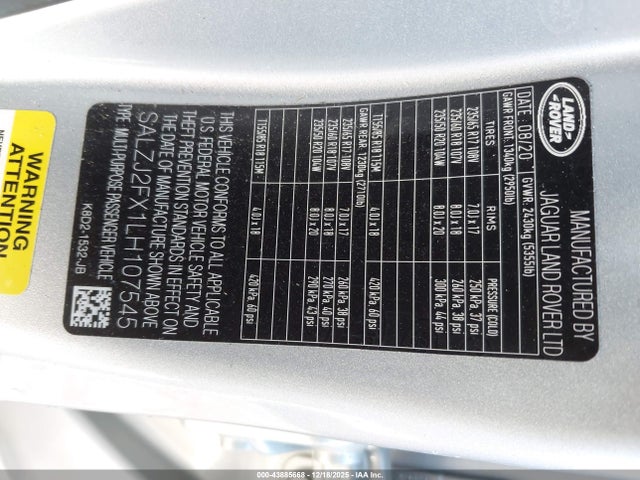 LAND-
-ROVER
MANUFACTURED BY
JAGUAR LAND ROVER LTD
DATE: 08/20 GVWR: 2430kg (5355lb)
GAWR FRONT: 1340kg (2950lb)
TIRES RIMS PRESSURE (COLD)
235/65 R17 108V 7.0J x 17 250 kPa, 37 psi
235/60 R18 107V 8.0J x 18 260 kPa, 38 psi
235/50 R20 104W 8.0J x 20 300 kPa, 44 psi
T155/85 R18 115M 4.0J x 18 420 kPa, 60 psi
GAWR REAR: 1230kg (2710lb)
235/65 R17 108V 7.0J x 17 260 kPa, 38 psi
235/60 R18 107V 8.0J x 18 270 kPa, 40 psi
235/50 R20 104W 8.0J x 20 290 kPa, 43 psi
T155/85 R18 115M 4.0J x 18 420 kPa, 60 psi
THIS VEHICLE CONFORMS TO ALL APPLICABLE
U.S. FEDERAL MOTOR VEHICLE SAFETY AND
THEFT PREVENTION STANDARDS IN EFFECT ON
THE DATE OF MANUFACTURE SHOWN ABOVE
SALZJ2FX1LH107545
TYPE: MULTIPURPOSE PASSENGER VEHICLE
K8D2-1532-JB
WARNING
ATTENTION
000-43885668 - 12/18/2025 - IAA Inc.